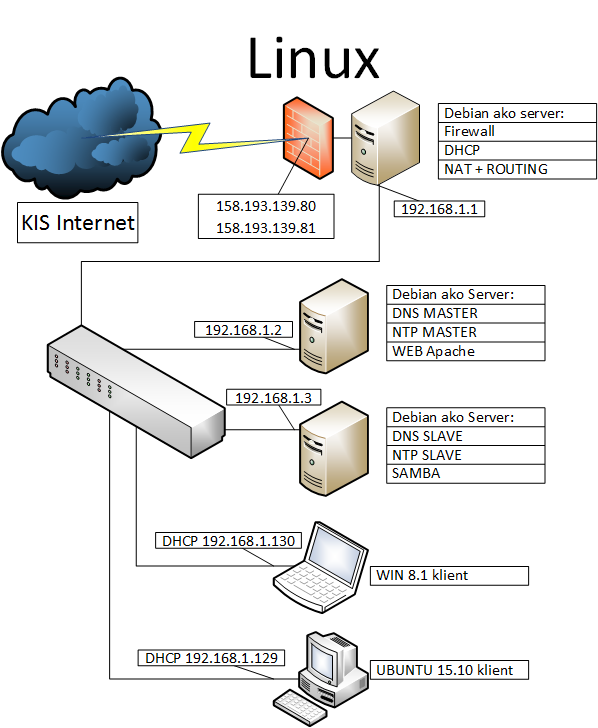 Linux
Debian ako server:
Firewall
DHCP
NAT + ROUTING
158.193.139.80
158.193.139.81
192.168.1.1
KIS Internet
Debian ako Server:
DNS MASTER
NTP MASTER
WEB Apache
192.168.1.2
192.168.1.3
Debian ako Server:
DNS SLAVE
NTP SLAVE
SAMBA
DHCP 192.168.1.130
WIN 8.1 klient
DHCP 192.168.1.129
UBUNTU 15.10 klient